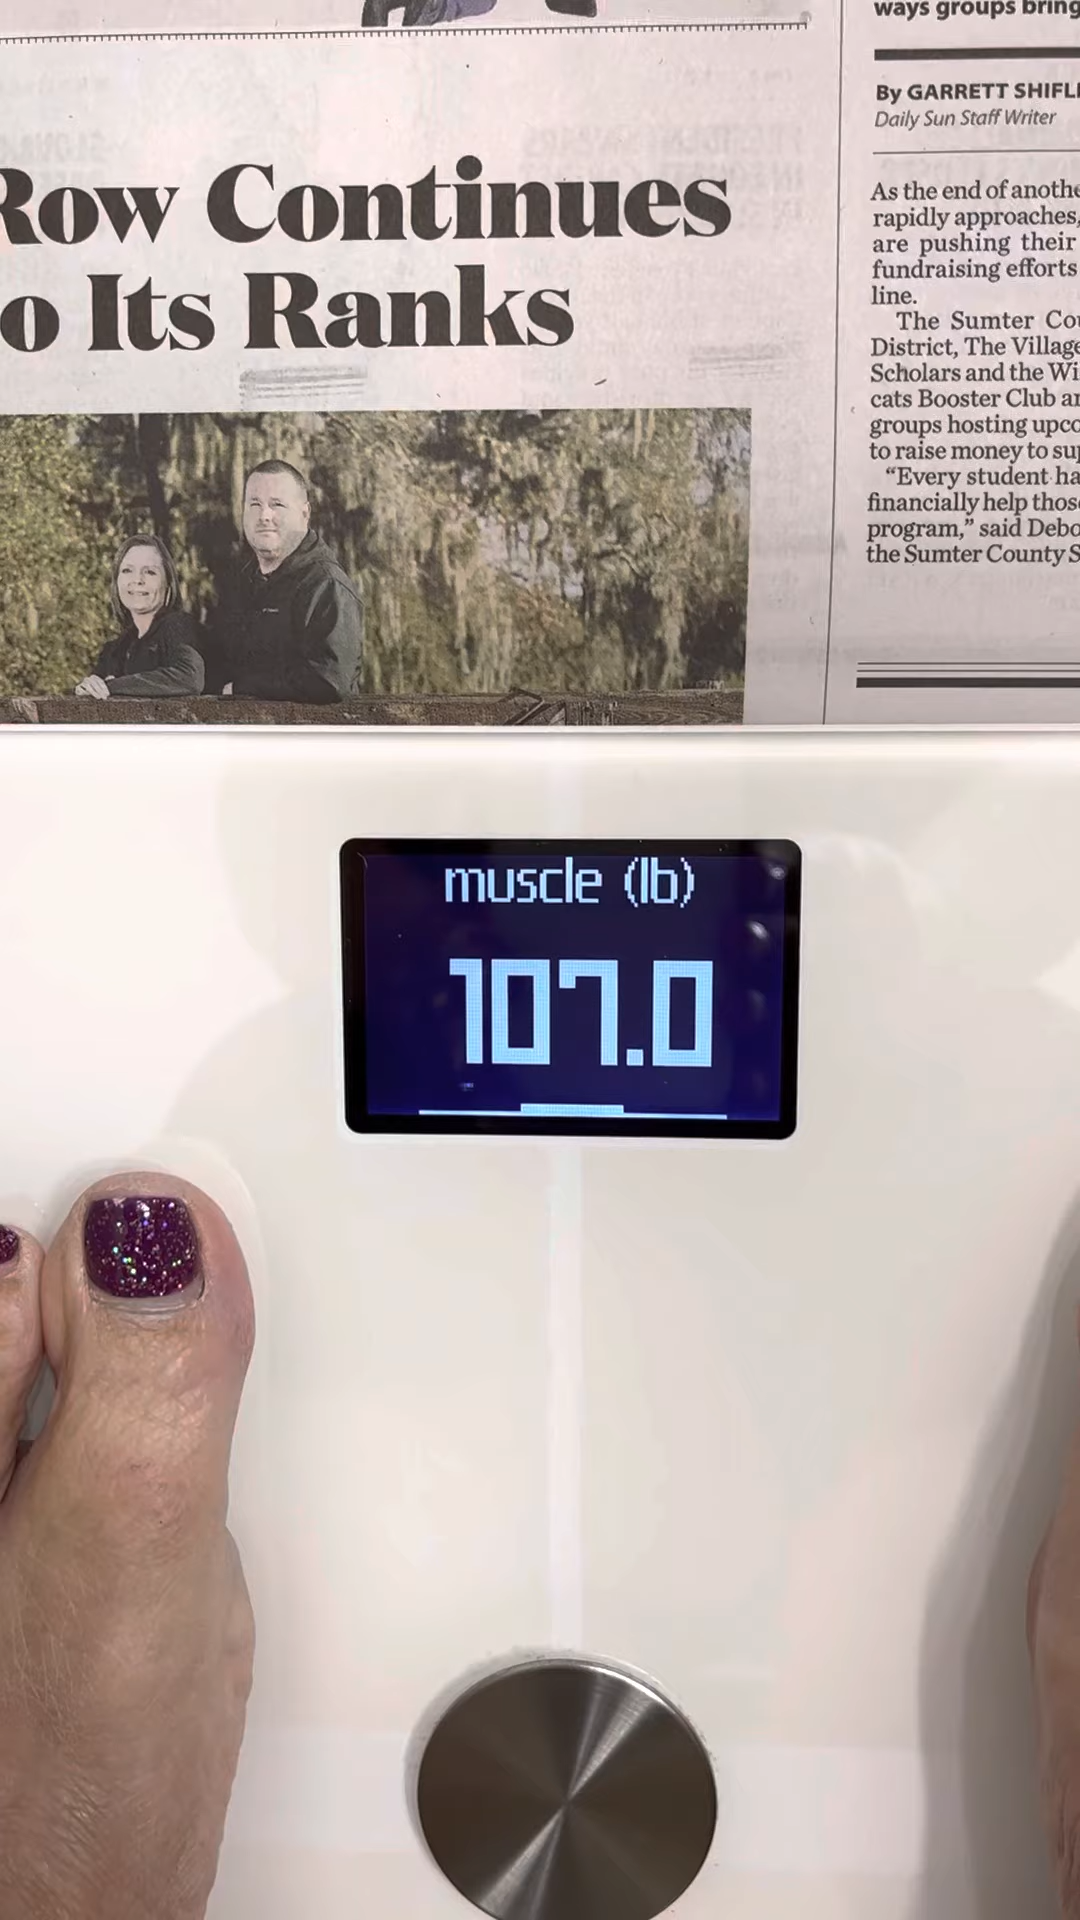 Row Continues
o Its Ranks
ways groups bring
By GARRETT SHIFL
Daily Sun Staff Writer
As the end of anothe
rapidly approaches,
are pushing their
fundraising efforts
line.
The Sumter Cou
District, The Village
Scholars and the Wi
cats Booster Club an
groups hosting upco
to raise money to sup
“Every student ha
financially help those
program,” said Debo
the Sumter County S
muscle (lb)
107.0